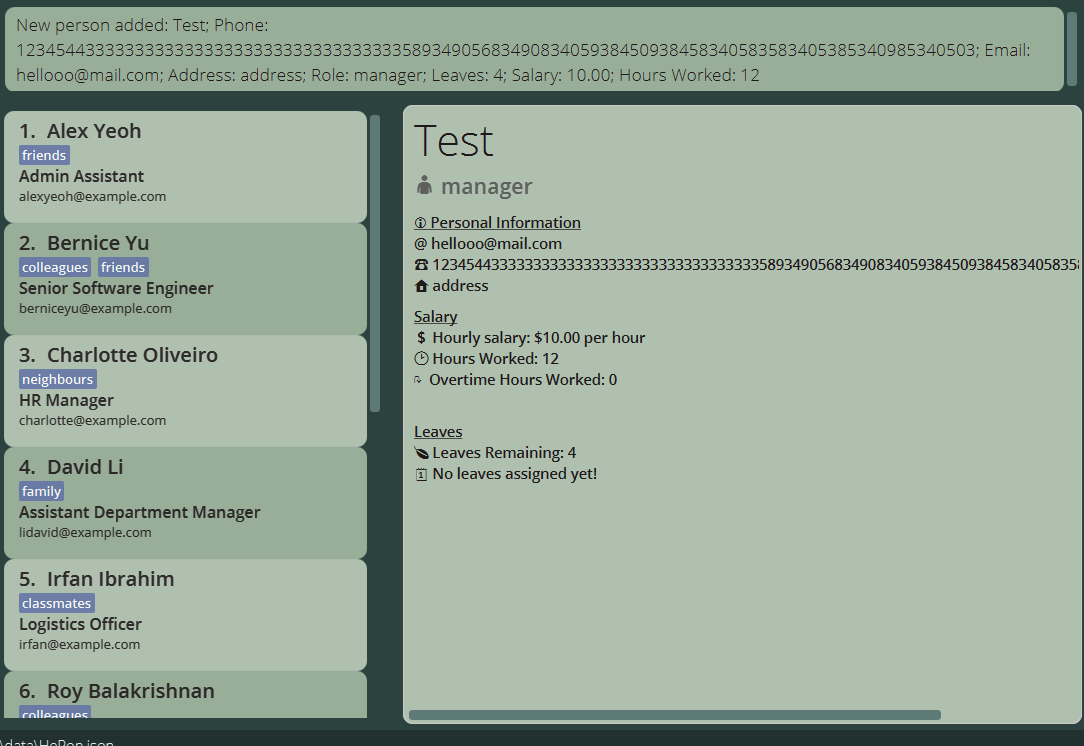 New person added: Test; Phone:
1234544333333333333333333333333333333333589349056834908340593845093845834058358340538534098534​0503; Email:
hellooo@mail.com; Address: address; Role: manager; Leaves: 4; Salary: 10.00; Hours Worked: 12
1. Alex Yeoh
friends
Admin Assistant
alexyeoh@example.com
2. Bernice Yu
colleagues friends
Senior Software Engineer
berniceyu@example.com
3. Charlotte Oliveiro
neighbours
HR Manager
charlotte@example.com
4. David Li
family
Assistant Department Manager
lidavid@example.com
5. Irfan Ibrahim
classmates
Logistics Officer
irfan@example.com
6. Roy Balakrishnan
colleagues
Test
manager
Personal Information
@ hellooo@mail.com
12345443333333333333333333333333333333335893490568349083405938450938458340583​58
address
Salary
$ Hourly salary: $10.00 per hour
Hours Worked: 12
Overtime Hours Worked: 0
Leaves
Leaves Remaining: 4
No leaves assigned yet!
\data\HeRon.json